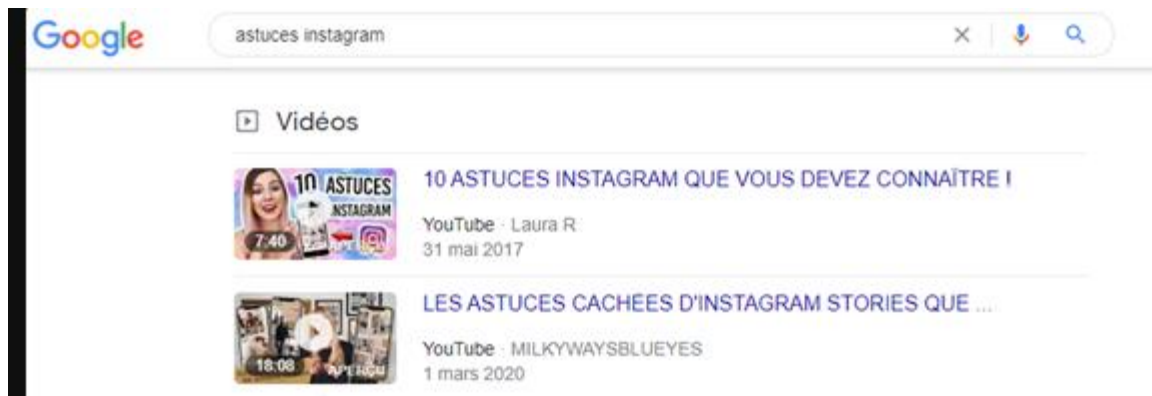 Google
astuces instagram
Vidéos
10 ASTUCES
INSTAGRAM
7:40
10 ASTUCES INSTAGRAM QUE VOUS DEVEZ CONNAÎTRE !
YouTube · Laura R
31 mai 2017
18:08
APERÇU
LES ASTUCES CACHÉES D'INSTAGRAM STORIES QUE ...
YouTube · MILKYWAYSBLUEYES
1 mars 2020